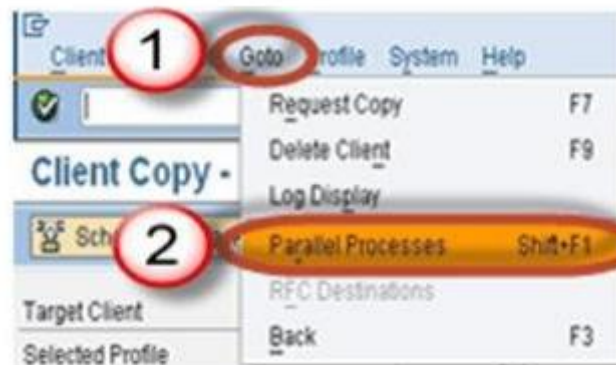 Client 1 Goto rofile System Help
Request Copy F7
Delete Client F9
Client Copy -
Log Display
Sch 2 Parallel Processes Shift+F1
RFC Destinations
Target Client
Back F3
Selected Profile